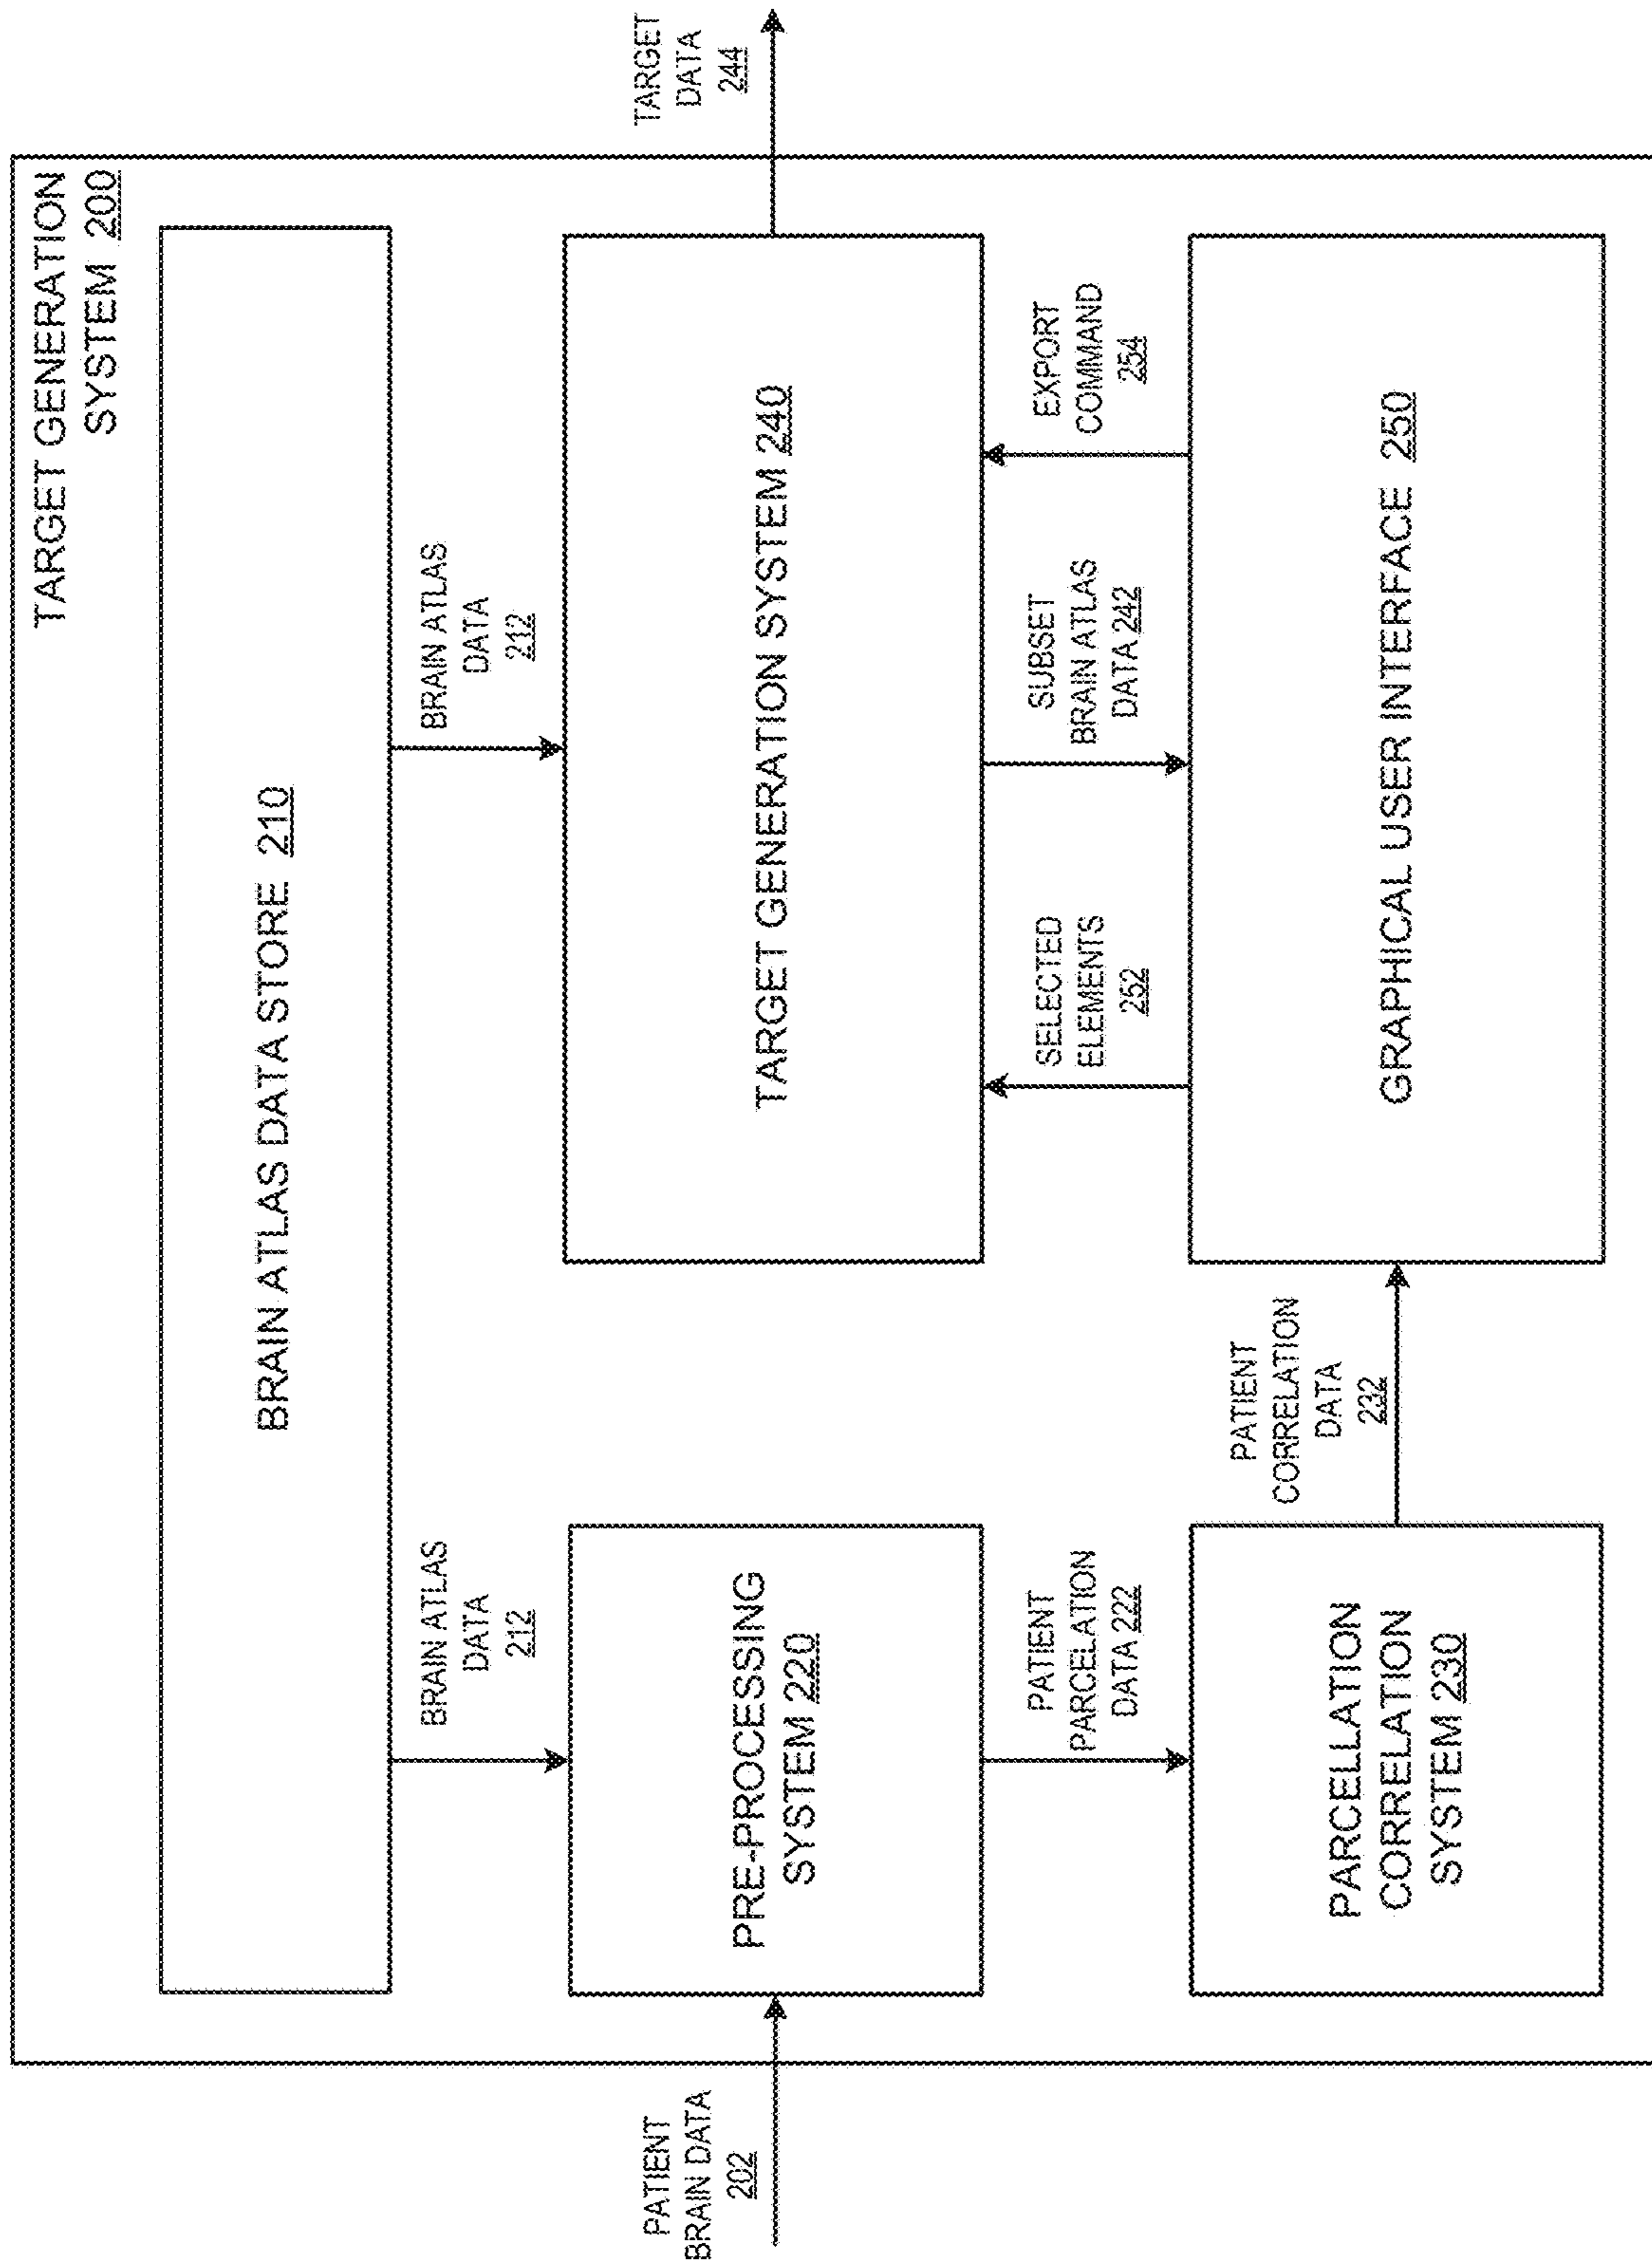 TARGET GENERATION
SYSTEM 200
BRAIN ATLAS DATA STORE 210
BRAIN ATLAS
DATA
212
BRAIN ATLAS
DATA
212
PATIENT
BRAIN DATA
202
PRE-PROCESSING
SYSTEM 220
TARGET GENERATION SYSTEM 240
TARGET
DATA
244
PATIENT
PARCELATION
DATA 222
SELECTED
ELEMENTS
252
SUBSET
BRAIN ATLAS
DATA 242
EXPORT
COMMAND
254
PARCELLATION
CORRELATION
SYSTEM 230
PATIENT
CORRELATION
DATA
232
GRAPHICAL USER INTERFACE 250